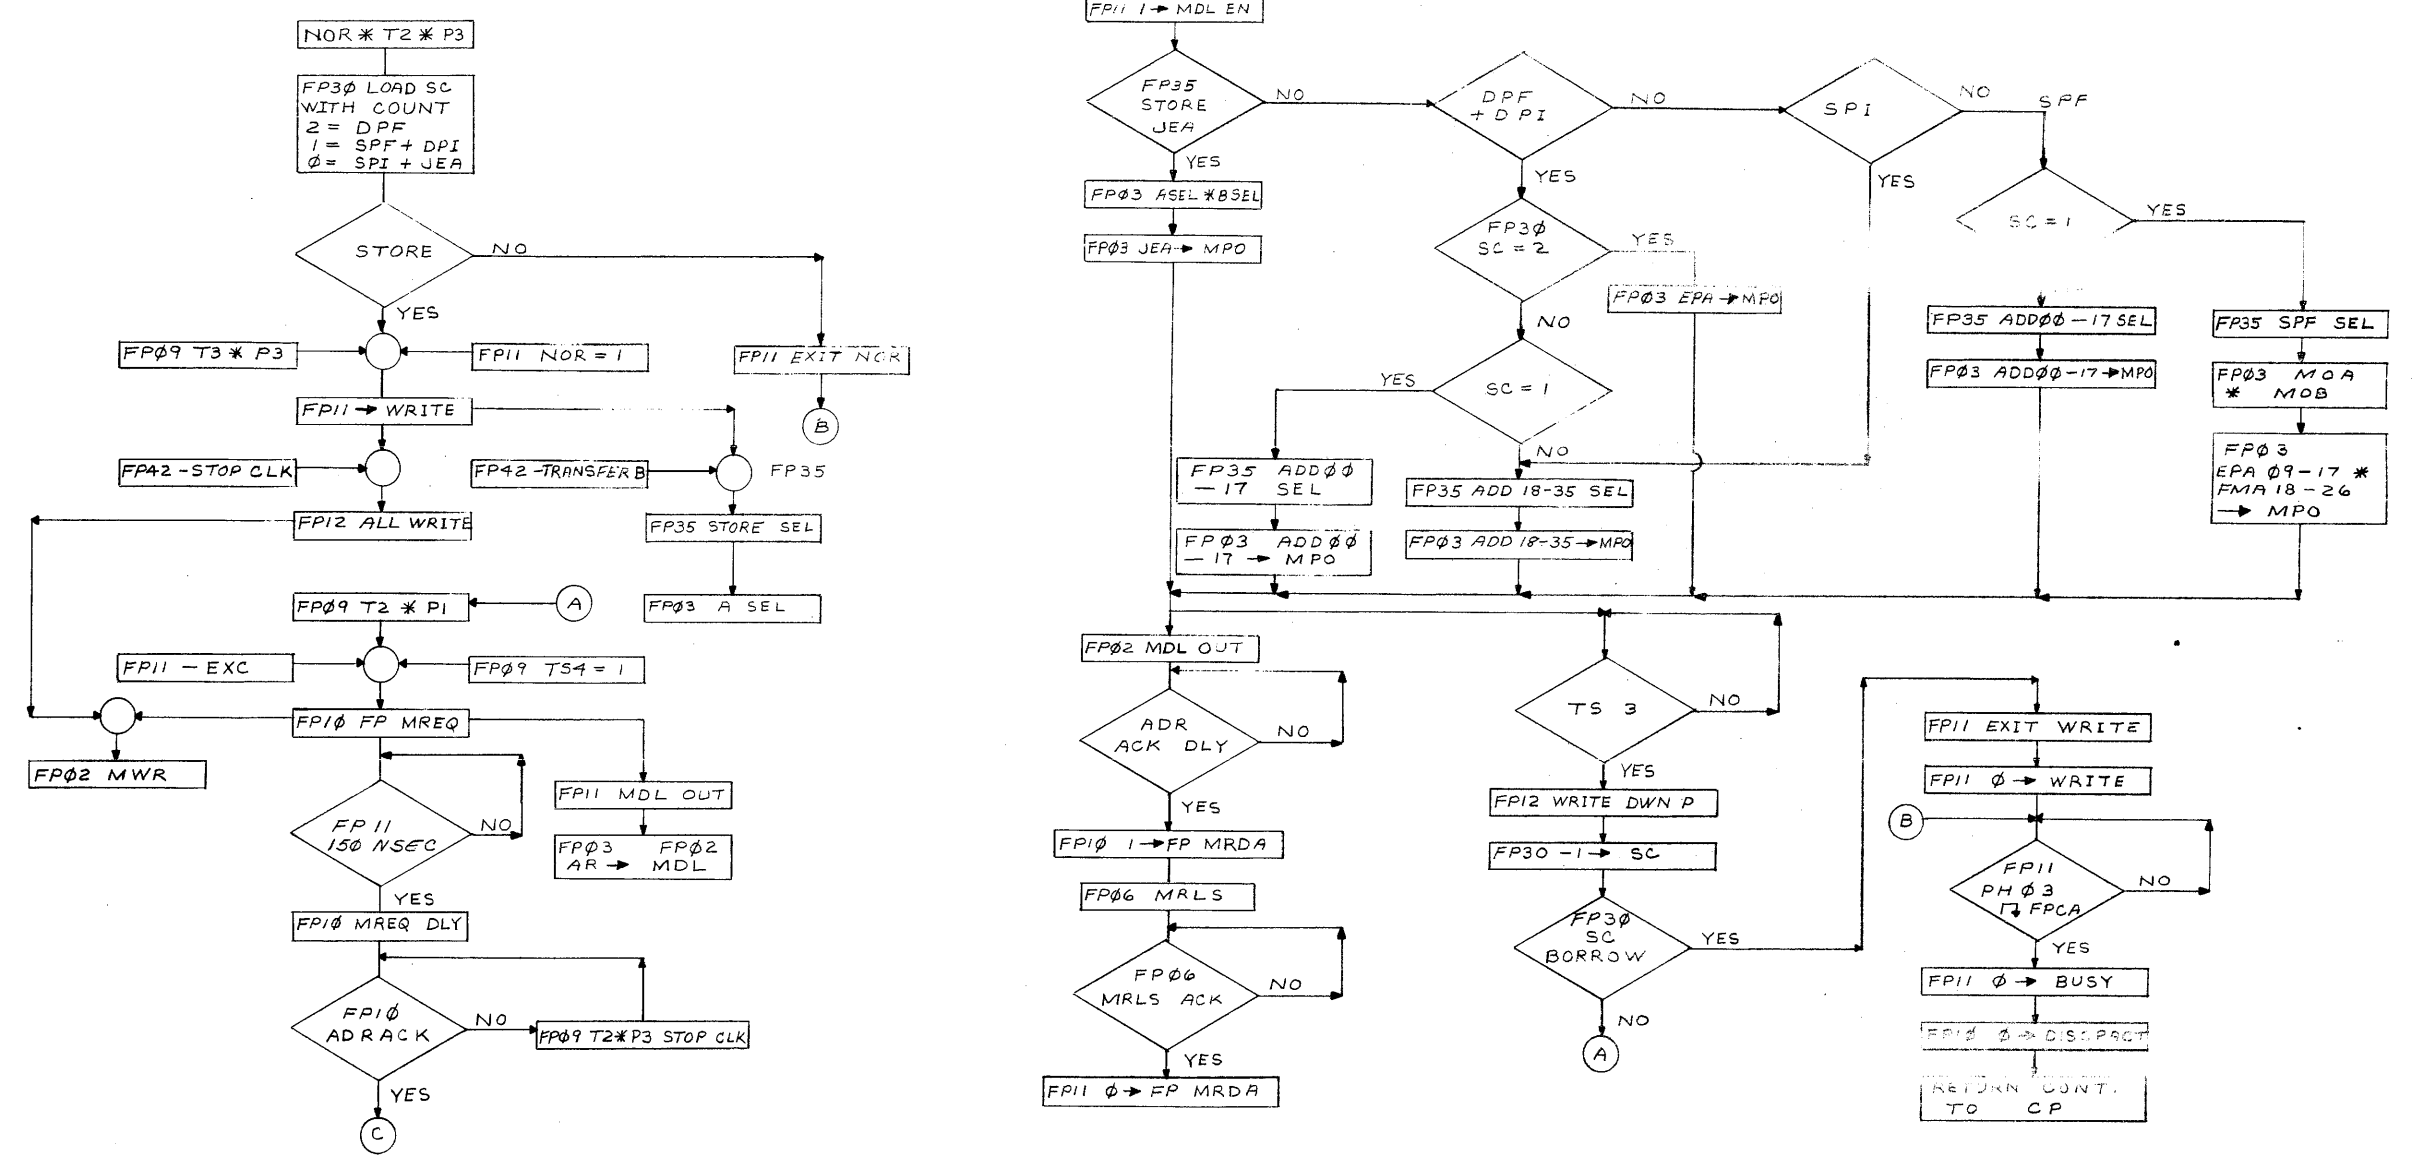 NOR * T2 * P3
FPØ3 LOAD SC
WITH COUNT
2 = DPF
1 = SPF + DPI
Ø = SPI + JEA
STORE
NO
YES
FPØ9 T3 * P3
FP11 NOR = 1
FP11 EXIT NOR
FP11 → WRITE
B
FP42-STOP CLK
FP42-TRANSFER B
FP35
FP12 ALL WRITE
FP35 STORE SEL
FPØ9 T2 * P1
A
FPØ3 A SEL
FP11 - EXC
FPØ9 TS4 = 1
FP1Ø FP MREQ
FPØ2 MWR
FP11 MDL OUT
FP11
15Ø NSEC
NO
FPØ3 FPØ2
AR → MDL
YES
FP1Ø MREQ DLY
FP1Ø
ADRACK
NO
FPØ9 T2*P3 STOP CLK
YES
C
FP11 1 → MDL EN
FP35
STORE
JEA
NO
DPF
+ DPI
NO
SPI
NO
SPF
YES
YES
YES
FPØ3 ASEL *BSEL
FP3Ø
SC = 2
YES
SC = 1
YES
FPØ3 JEA → MPO
FPØ3 EPA → MPO
NO
FP35 ADDØØ-17 SEL
FP35 SPF SEL
FPØ3 ADDØØ-17 → MPO
FPØ3 MOA
* MOB
YES
SC = 1
NO
FPØ3
EPA Ø9-17 *
FMA 18-26
→ MPO
FP35 ADDØØ
-17 SEL
FP35 ADD 18-35 SEL
FPØ3 ADDØØ
-17 → MPO
FPØ3 ADD 18-35 → MPO
FPØ2 MDL OUT
ADR
ACK DLY
NO
YES
FP1Ø 1 → FP MRDA
FPØ6 MRLS
FPØ6
MRLS ACK
NO
YES
FP11 Ø → FP MRDA
TS 3
NO
YES
FP12 WRITE DWN P
FP30 -1 → SC
FP3Ø
SC
BORROW
YES
NO
A
FP11 EXIT WRITE
FP11 Ø → WRITE
B
FP11
PH Ø3
FPCA
NO
YES
FP11 Ø → BUSY
FP1Ø Ø → DISCPACT
RETURN CONT.
TO CP